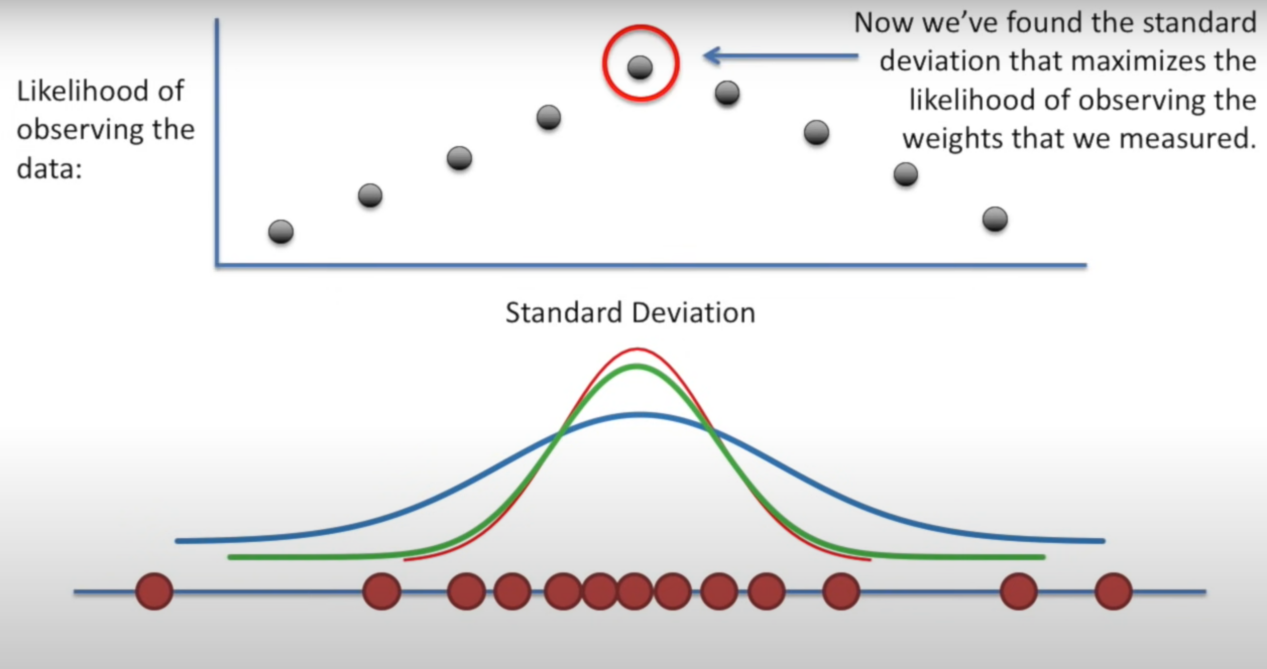 Now we've found the standard
deviation that maximizes the
likelihood of observing the
weights that we measured.
Likelihood of
observing the
data:
Standard Deviation